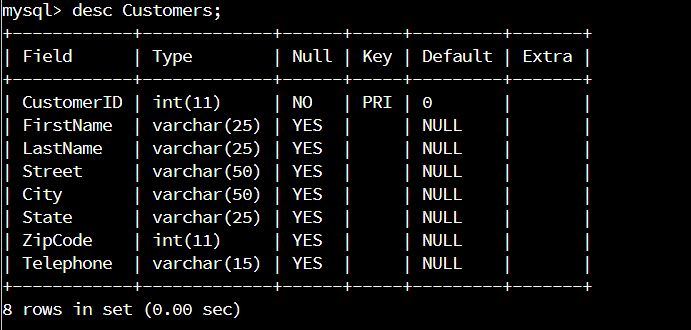 mysql> desc Customers;
+------------+-------------+------+-----+---------+-------+
| Field      | Type        | Null | Key | Default | Extra |
+------------+-------------+------+-----+---------+-------+
| CustomerID | int(11)     | NO   | PRI | 0       |       |
| FirstName  | varchar(25) | YES  |     | NULL    |       |
| LastName   | varchar(25) | YES  |     | NULL    |       |
| Street     | varchar(50) | YES  |     | NULL    |       |
| City       | varchar(50) | YES  |     | NULL    |       |
| State      | varchar(25) | YES  |     | NULL    |       |
| ZipCode    | int(11)     | YES  |     | NULL    |       |
| Telephone  | varchar(15) | YES  |     | NULL    |       |
+------------+-------------+------+-----+---------+-------+
8 rows in set (0.00 sec)